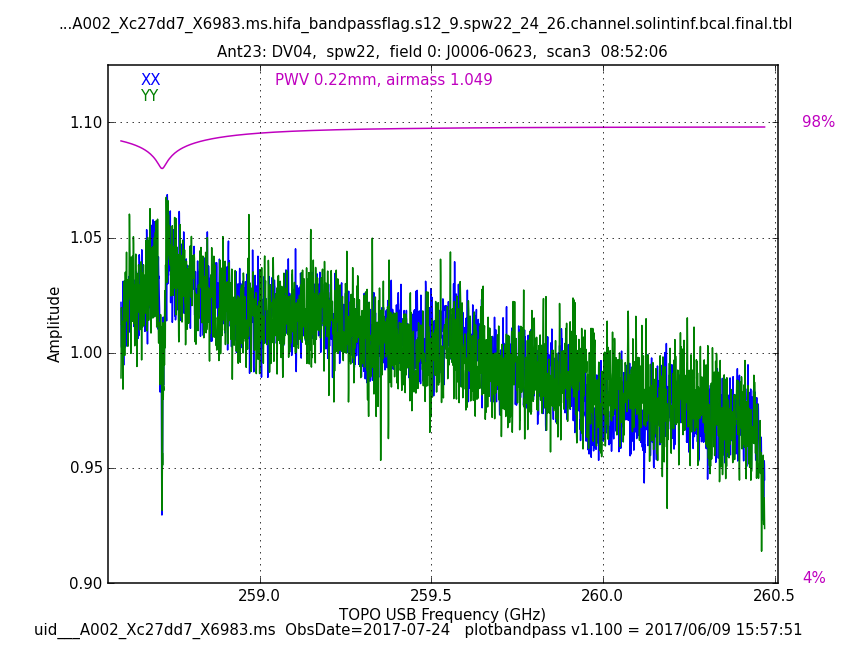 ...A002_Xc27dd7_X6983.ms.hifa_bandpassflag.s12_9.spw22_24_26.channel.solintinf.bcal.final.tbl
Ant23: DV04,  spw22,  field 0: J0006-0623,  scan3  08:52:06
XX
PWV 0.22mm, airmass 1.049
YY
1.10
98%
1.05
Amplitude
1.00
0.95
0.90
4%
259.0
259.5
260.0
260.5
TOPO USB Frequency (GHz)
uid___A002_Xc27dd7_X6983.ms  ObsDate=2017-07-24   plotbandpass v1.100 = 2017/06/09 15:57:51